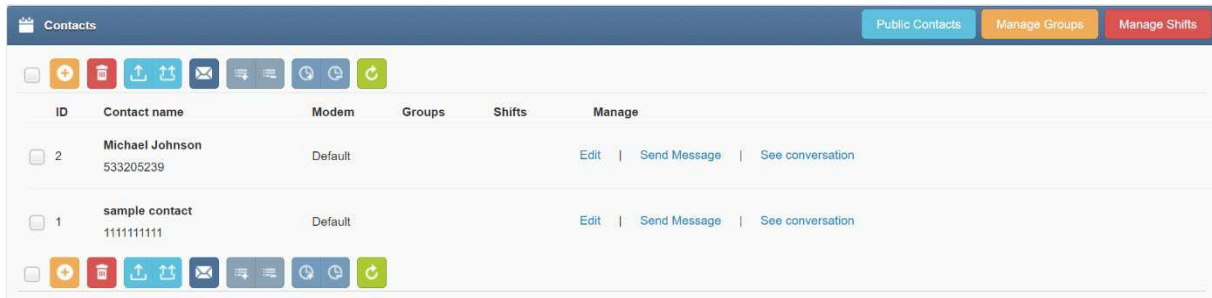 Contacts Public Contacts Manage Groups Manage Shifts
ID Contact name Modem Groups Shifts Manage
Michael Johnson
2 Default Edit | Send Message | See conversation
533205239
sample contact
1 Default Edit | Send Message | See conversation
1111111111